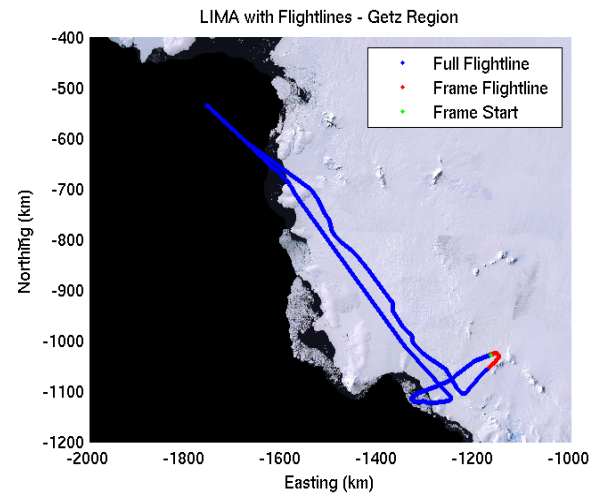 LIMA with Flightlines - Getz Region
Full Flightline
Frame Flightline
Frame Start
-400
-500
-600
-700
-800
-900
-1000
-1100
-1200
Northing (km)
-2000 -1800 -1600 -1400 -1200 -1000
Easting (km)